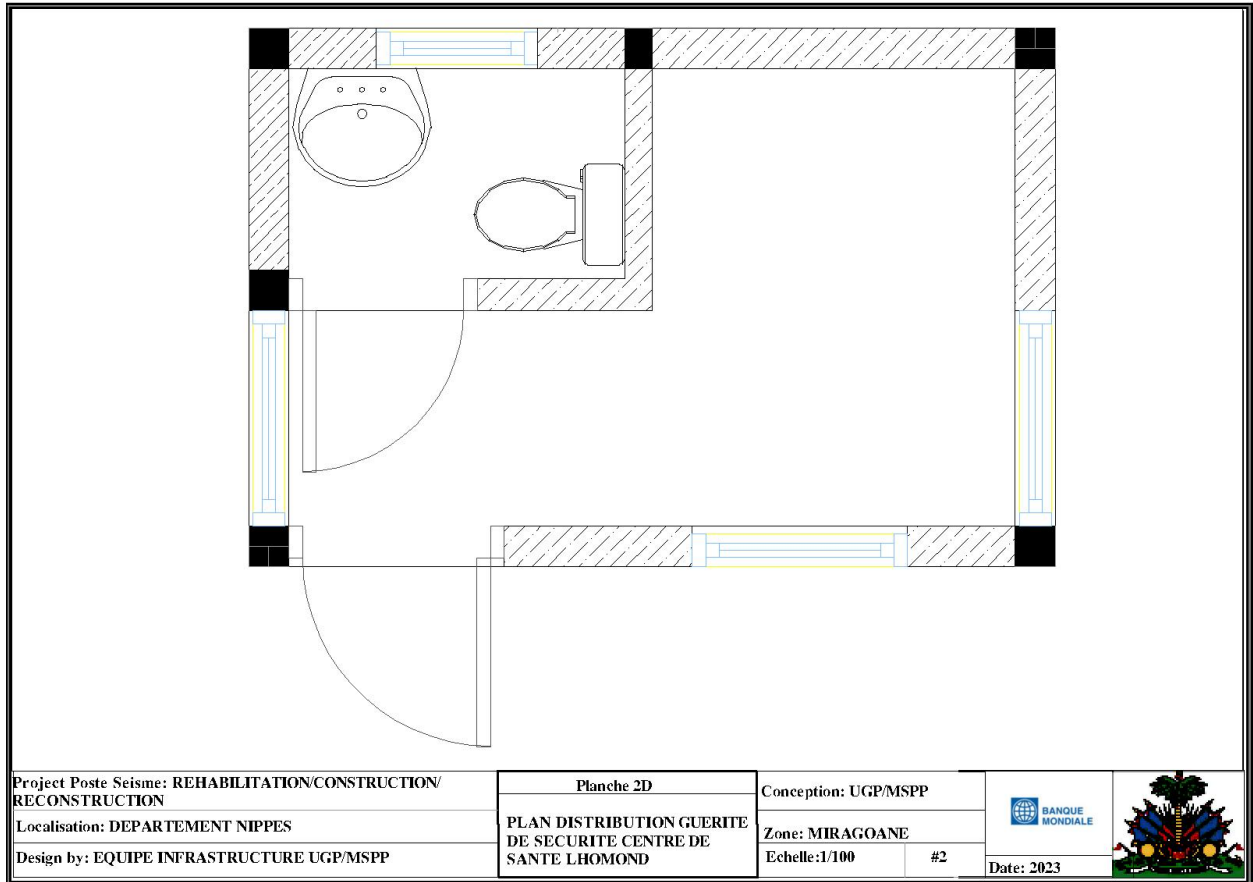 Project Poste Seisme: REHABILITATION/CONSTRUCTION/
RECONSTRUCTION
Localisation: DEPARTEMENT NIPPES
Design by: EQUIPE INFRASTRUCTURE UGP/MSPP
Planche 2D
PLAN DISTRIBUTION GUERITE
DE SECURITE CENTRE DE
SANTE LHOMOND
Conception: UGP/MSPP
Zone: MIRAGOANE
Echelle:1/100
#2
BANQUE
MONDIALE
Date: 2023